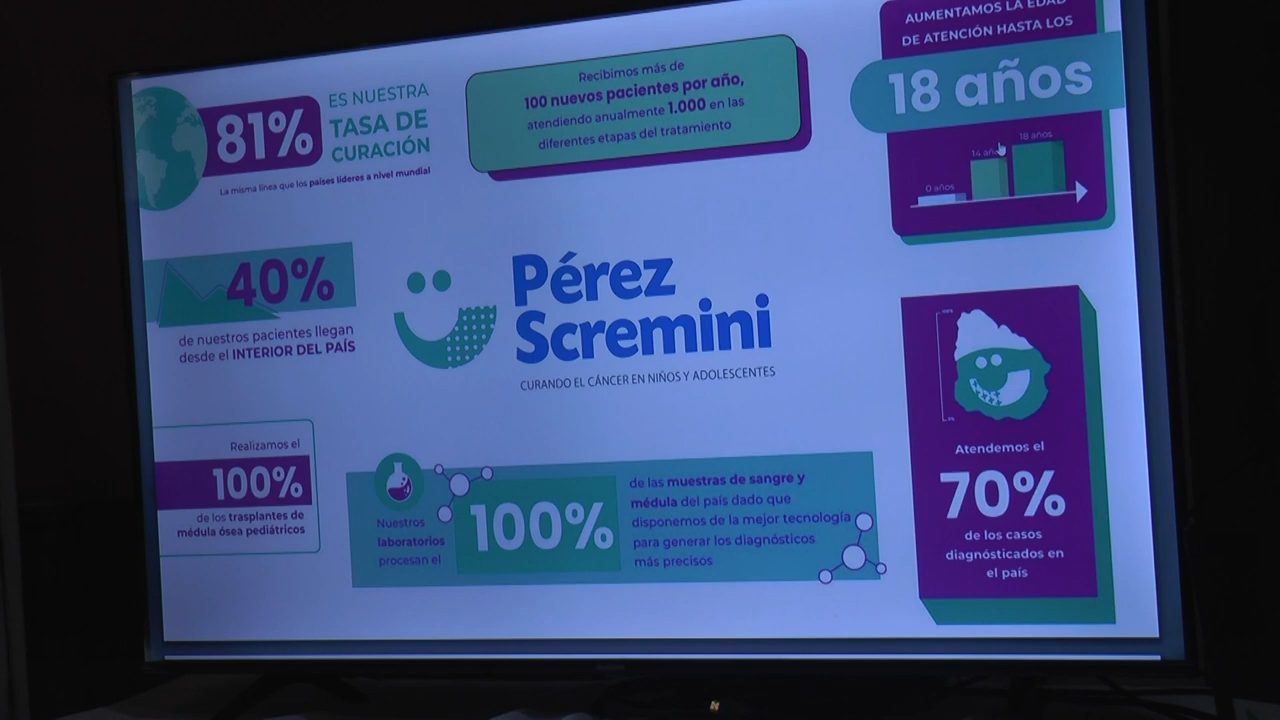 81%
ES NUESTRA
TASA DE
CURACIÓN
La misma línea que los países líderes a nivel mundial
Recibimos más de
100 nuevos pacientes por año,
atendiendo anualmente 1.000 en las
diferentes etapas del tratamiento
AUMENTAMOS LA EDAD
DE ATENCIÓN HASTA LOS
18 años
0 años
14 años
18 años
40%
de nuestros pacientes llegan
desde el INTERIOR DEL PAÍS
Pérez
Scremini
CURANDO EL CÁNCER EN NIÑOS Y ADOLESCENTES
Realizamos el
100%
de los trasplantes de
médula ósea pediátricos
Nuestros
laboratorios
procesan el
100%
de las muestras de sangre y
médula del país dado que
disponemos de la mejor tecnología
para generar los diagnósticos
más precisos
Atendemos el
70%
de los casos
diagnósticados en
el país